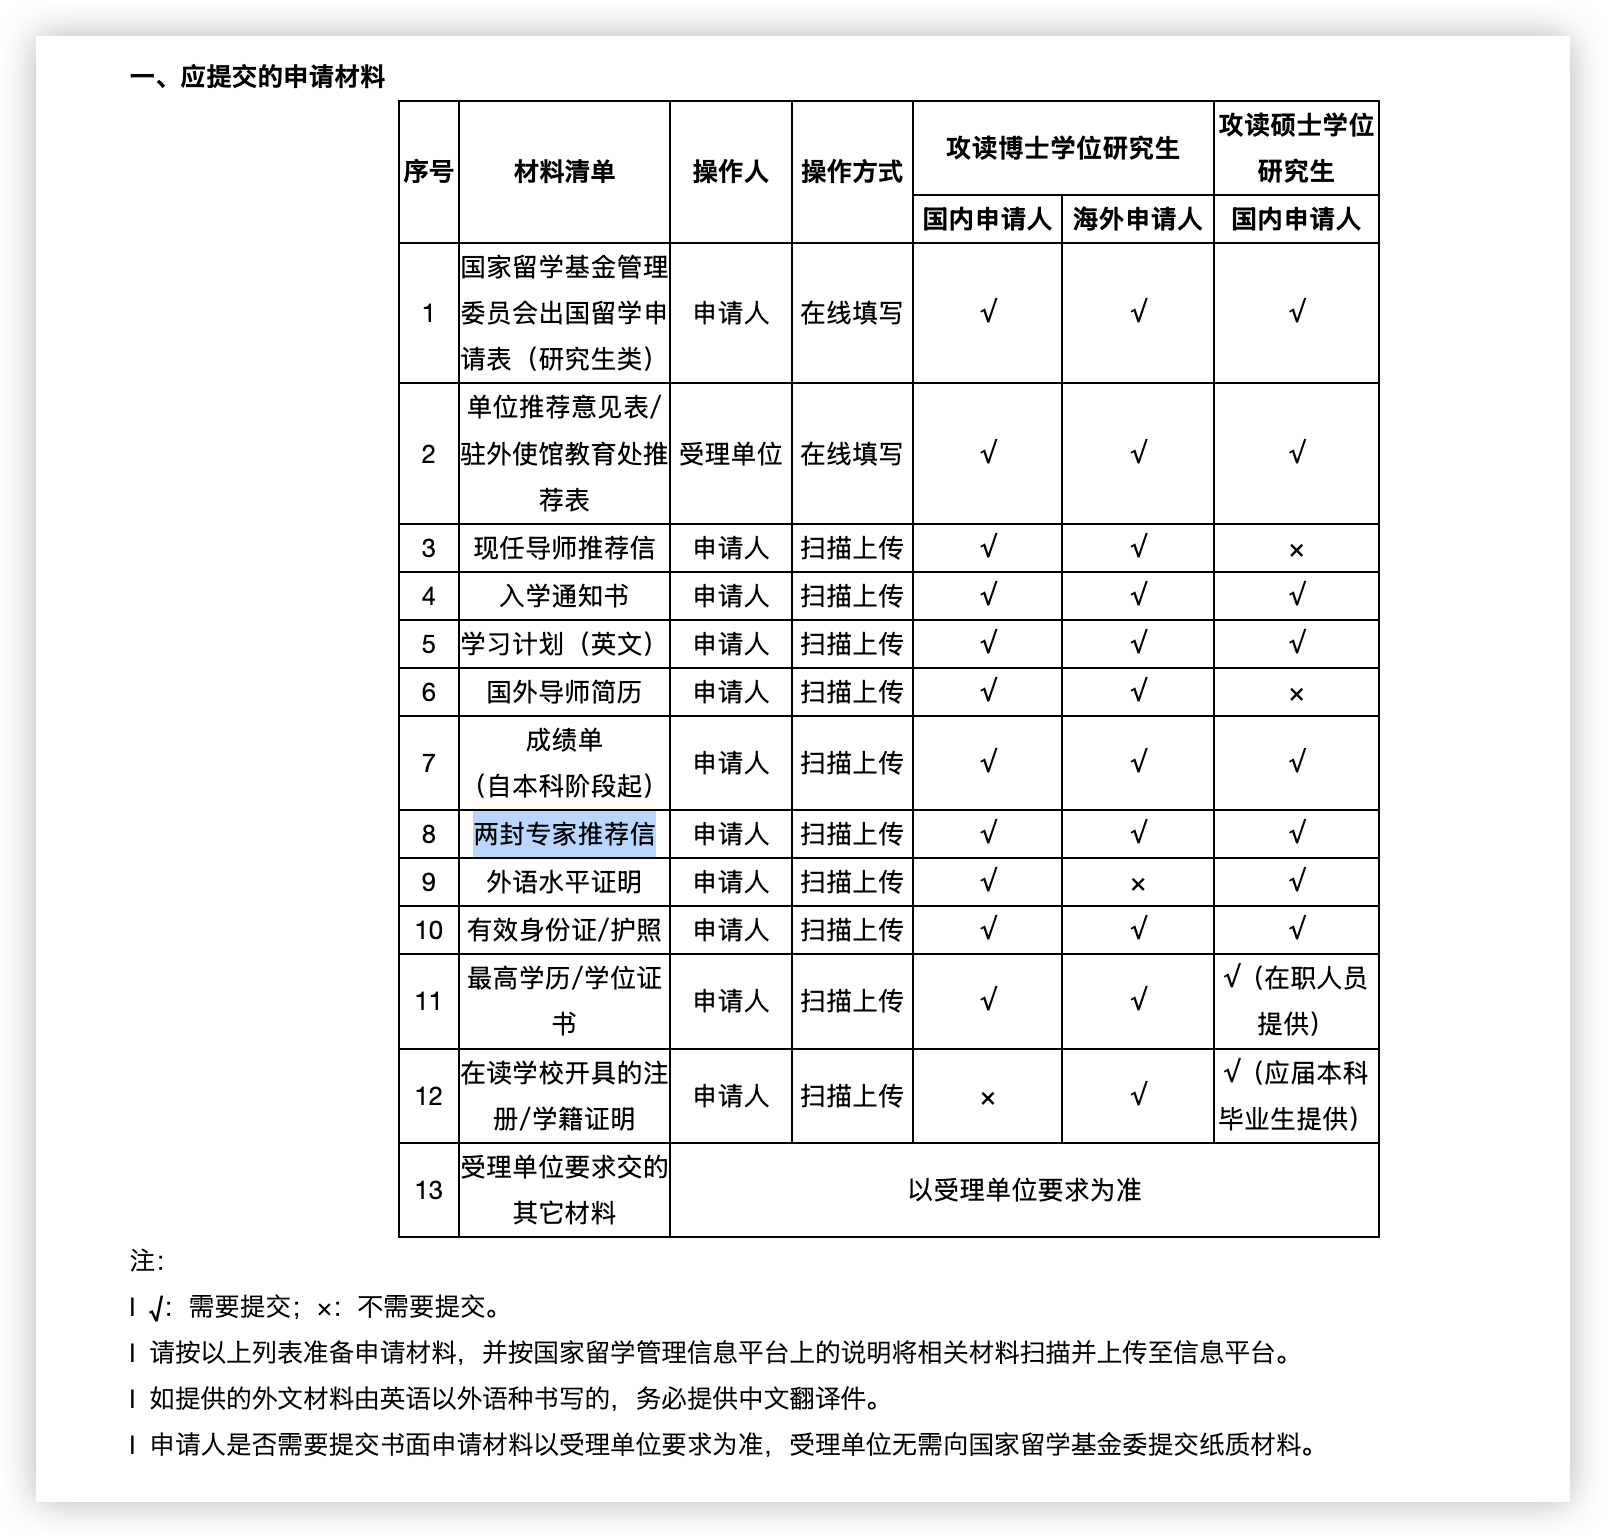 一、应提交的申请材料
序号 材料清单 操作人 操作方式 攻读博士学位研究生 攻读硕士学位
研究生
国内申请人 海外申请人 国内申请人
国家留学基金管理
1 委员会出国留学申 申请人 在线填写 √ √ √
请表（研究生类）
单位推荐意见表/
2 驻外使馆教育处推 受理单位 在线填写 √ √ √
荐表
3 现任导师推荐信 申请人 扫描上传 √ √ ×
4 入学通知书 申请人 扫描上传 √ √ √
5 学习计划（英文） 申请人 扫描上传 √ √ √
6 国外导师简历 申请人 扫描上传 √ √ ×
7 成绩单 申请人 扫描上传 √ √ √
（自本科阶段起）
8 两封专家推荐信 申请人 扫描上传 √ √ √
9 外语水平证明 申请人 扫描上传 √ × √
10 有效身份证/护照 申请人 扫描上传 √ √ √
11 最高学历/学位证 申请人 扫描上传 √ √ √（在职人员
书 提供）
12 在读学校开具的注 申请人 扫描上传 × √ √（应届本科
册/学籍证明 毕业生提供）
13 受理单位要求交的 以受理单位要求为准
其它材料
注：
l √：需要提交；×：不需要提交。
l 请按以上列表准备申请材料，并按国家留学管理信息平台上的说明将相关材料扫描并上传至信息平台。
l 如提供的外文材料由英语以外语种书写的，务必提供中文翻译件。
l 申请人是否需要提交书面申请材料以受理单位要求为准，受理单位无需向国家留学基金委提交纸质材料。